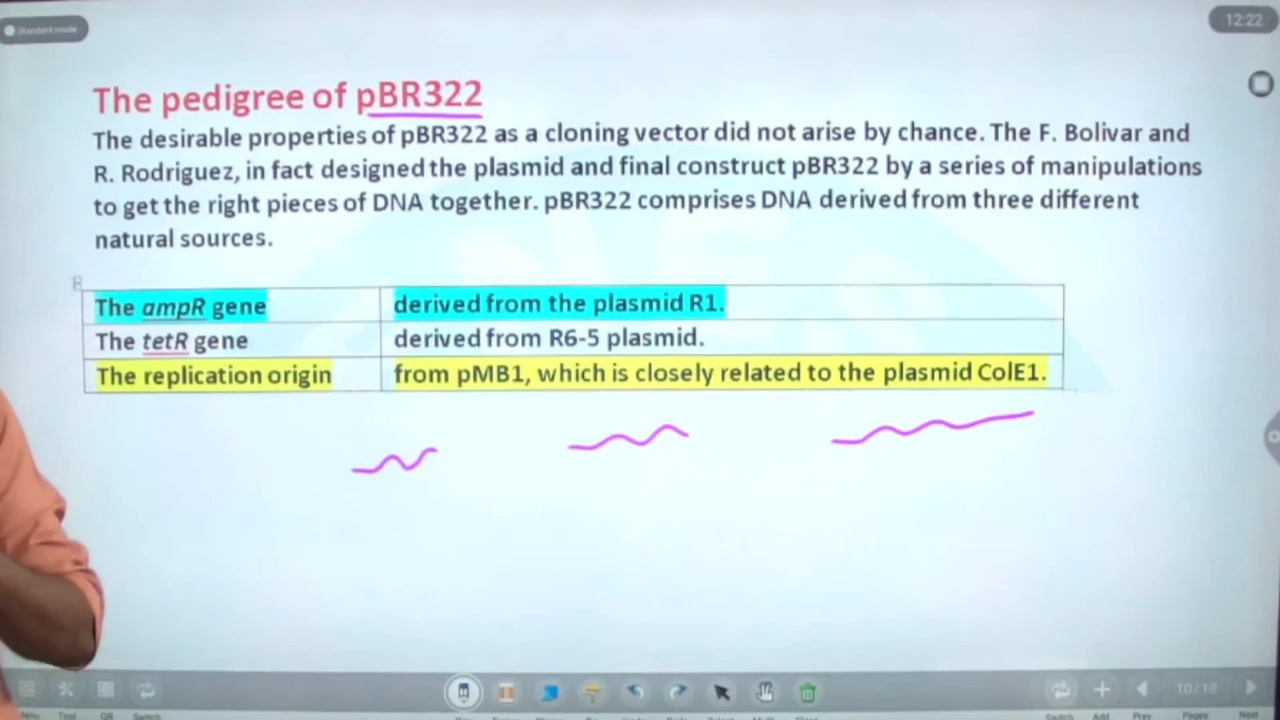 Standard mode
12:22
The pedigree of pBR322
The desirable properties of pBR322 as a cloning vector did not arise by chance. The F. Bolivar and
R. Rodriguez, in fact designed the plasmid and final construct pBR322 by a series of manipulations
to get the right pieces of DNA together. pBR322 comprises DNA derived from three different
natural sources.
The ampR gene derived from the plasmid R1.
The tetR gene derived from R6-5 plasmid.
The replication origin from pMB1, which is closely related to the plasmid ColE1.
10/18